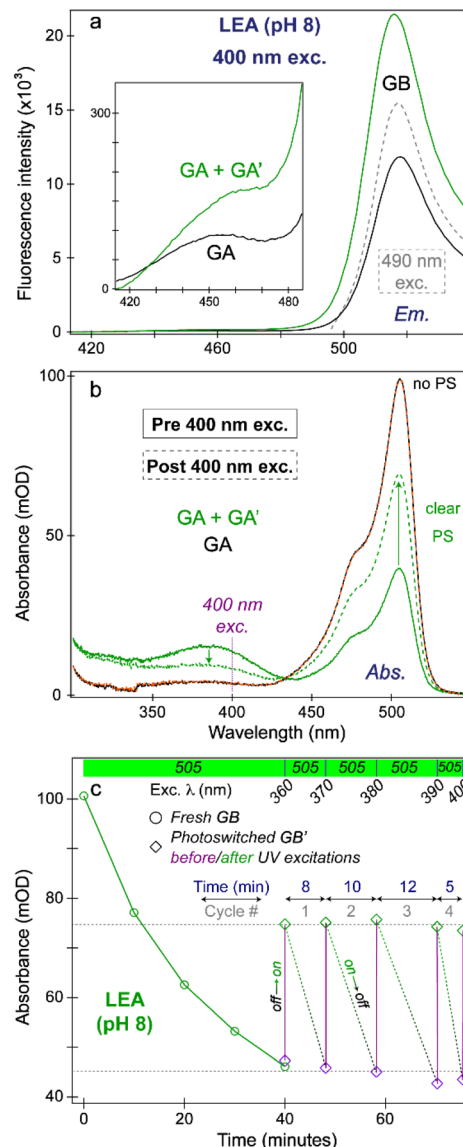 a
LEA (pH 8)
400 nm exc.
GB
GA + GA'
GA
490 nm
exc.
Em.
Fluorescence intensity (x10³)
20
15
10
5
0
300
0
420
430
450
470
485
420
460
500
b
no PS
Pre 400 nm exc.
Post 400 nm exc.
GA + GA'
GA
clear
PS
400 nm
exc.
Abs.
Absorbance (mOD)
100
50
0
350
400
450
500
Wavelength (nm)
505
505
505
505
505
360
370
380
390
400
c
Exc. λ (nm)
Fresh GB
Photoswitched GB'
before/after UV excitations
Time (min)
8
10
12
5
Cycle #
1
2
3
4
off→on
on→off
LEA
(pH 8)
Absorbance (mOD)
100
80
60
40
0
20
40
60
Time (minutes)